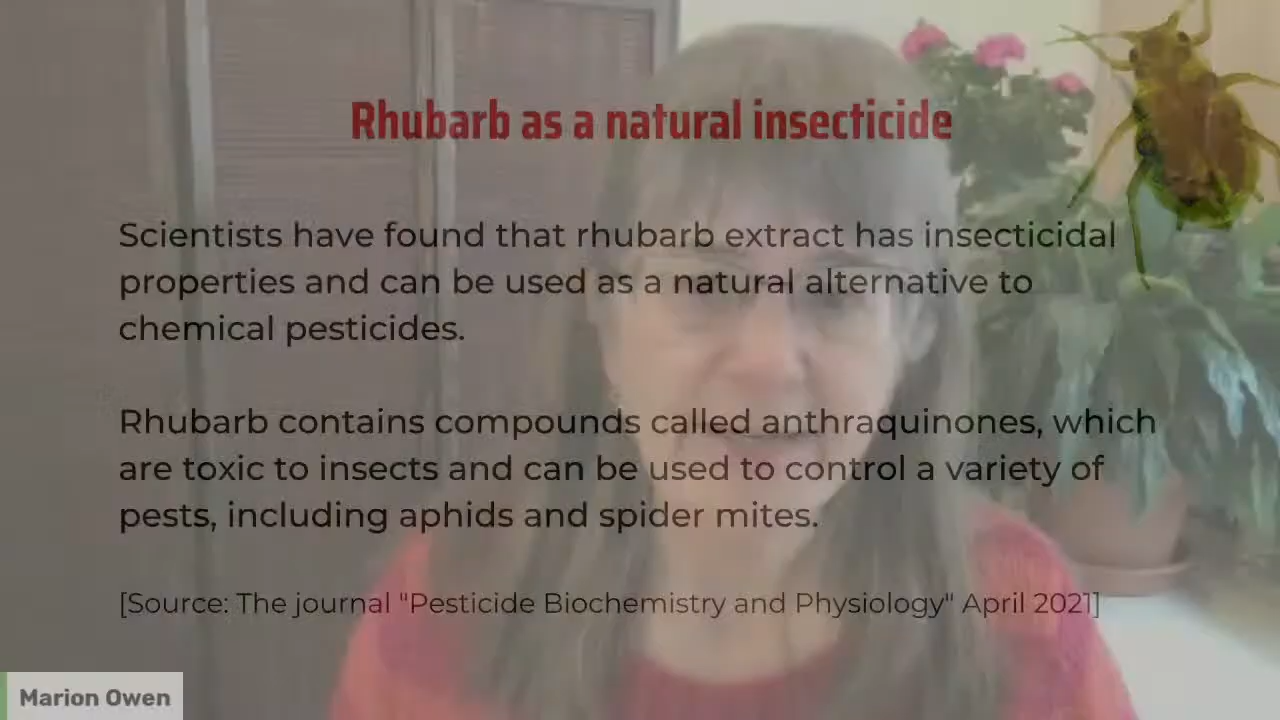 Rhubarb as a natural insecticide
Scientists have found that rhubarb extract has insecticidal
properties and can be used as a natural alternative to
chemical pesticides.
Rhubarb contains compounds called anthraquinones, which
are toxic to insects and can be used to control a variety of
pests, including aphids and spider mites.
[Source: The journal "Pesticide Biochemistry and Physiology" April 2021]
Marion Owen